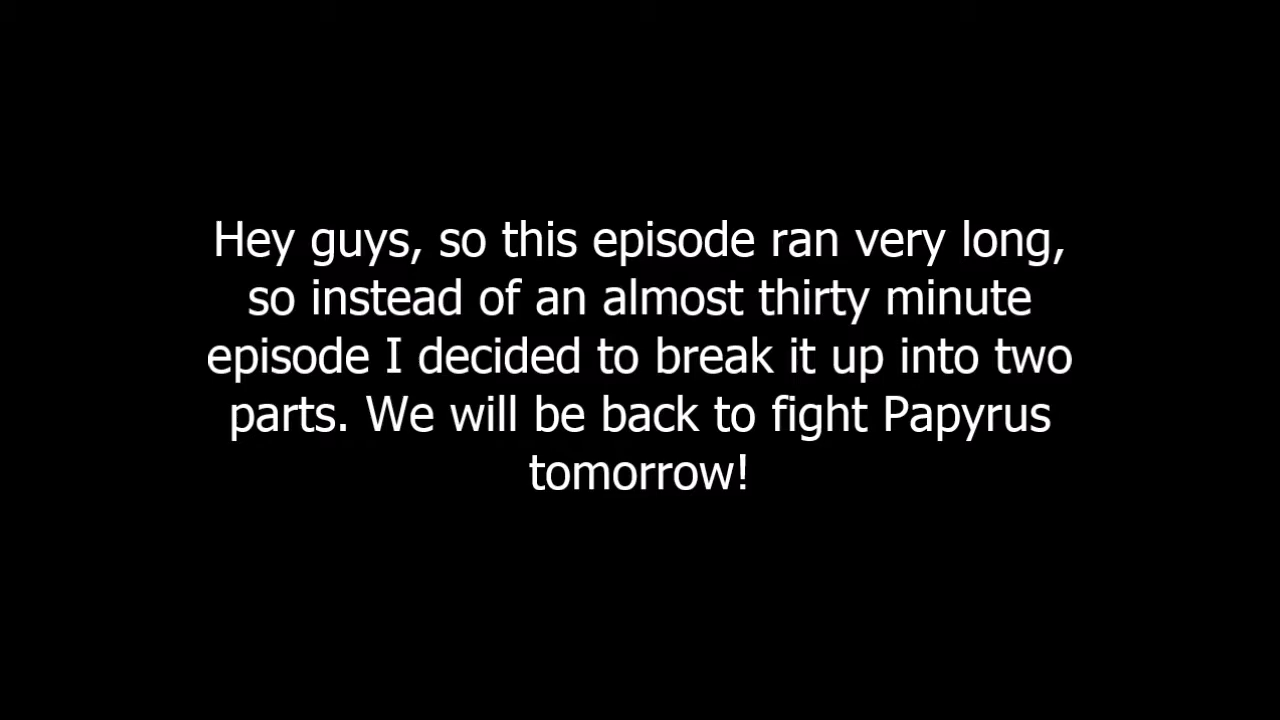 Hey guys, so this episode ran very long,
so instead of an almost thirty minute
episode I decided to break it up into two
parts. We will be back to fight Papyrus
tomorrow!